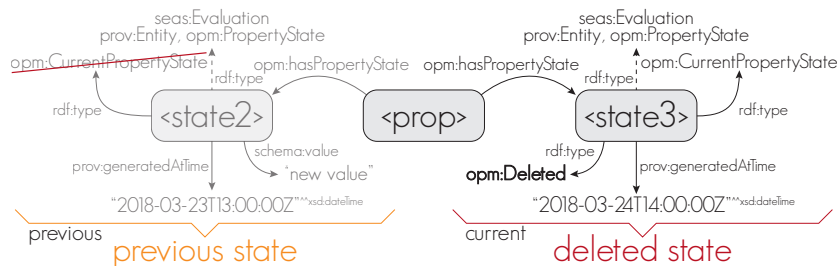 seas:Evaluation
prov:Entity, opm:PropertyState
opm:CurrentPropertyState
rdf:type
opm:hasPropertyState
rdf:type
<state2>
prov:generatedAtTime
schema:value
"new value"
"2018-03-23T13:00:00Z"^^xsd:dateTime
previous
previous state
<prop>
seas:Evaluation
prov:Entity, opm:PropertyState
opm:hasPropertyState
rdf:type
opm:CurrentPropertyState
rdf:type
<state3>
rdf:type
opm:Deleted
prov:generatedAtTime
"2018-03-24T14:00:00Z"^^xsd:dateTime
current
deleted state